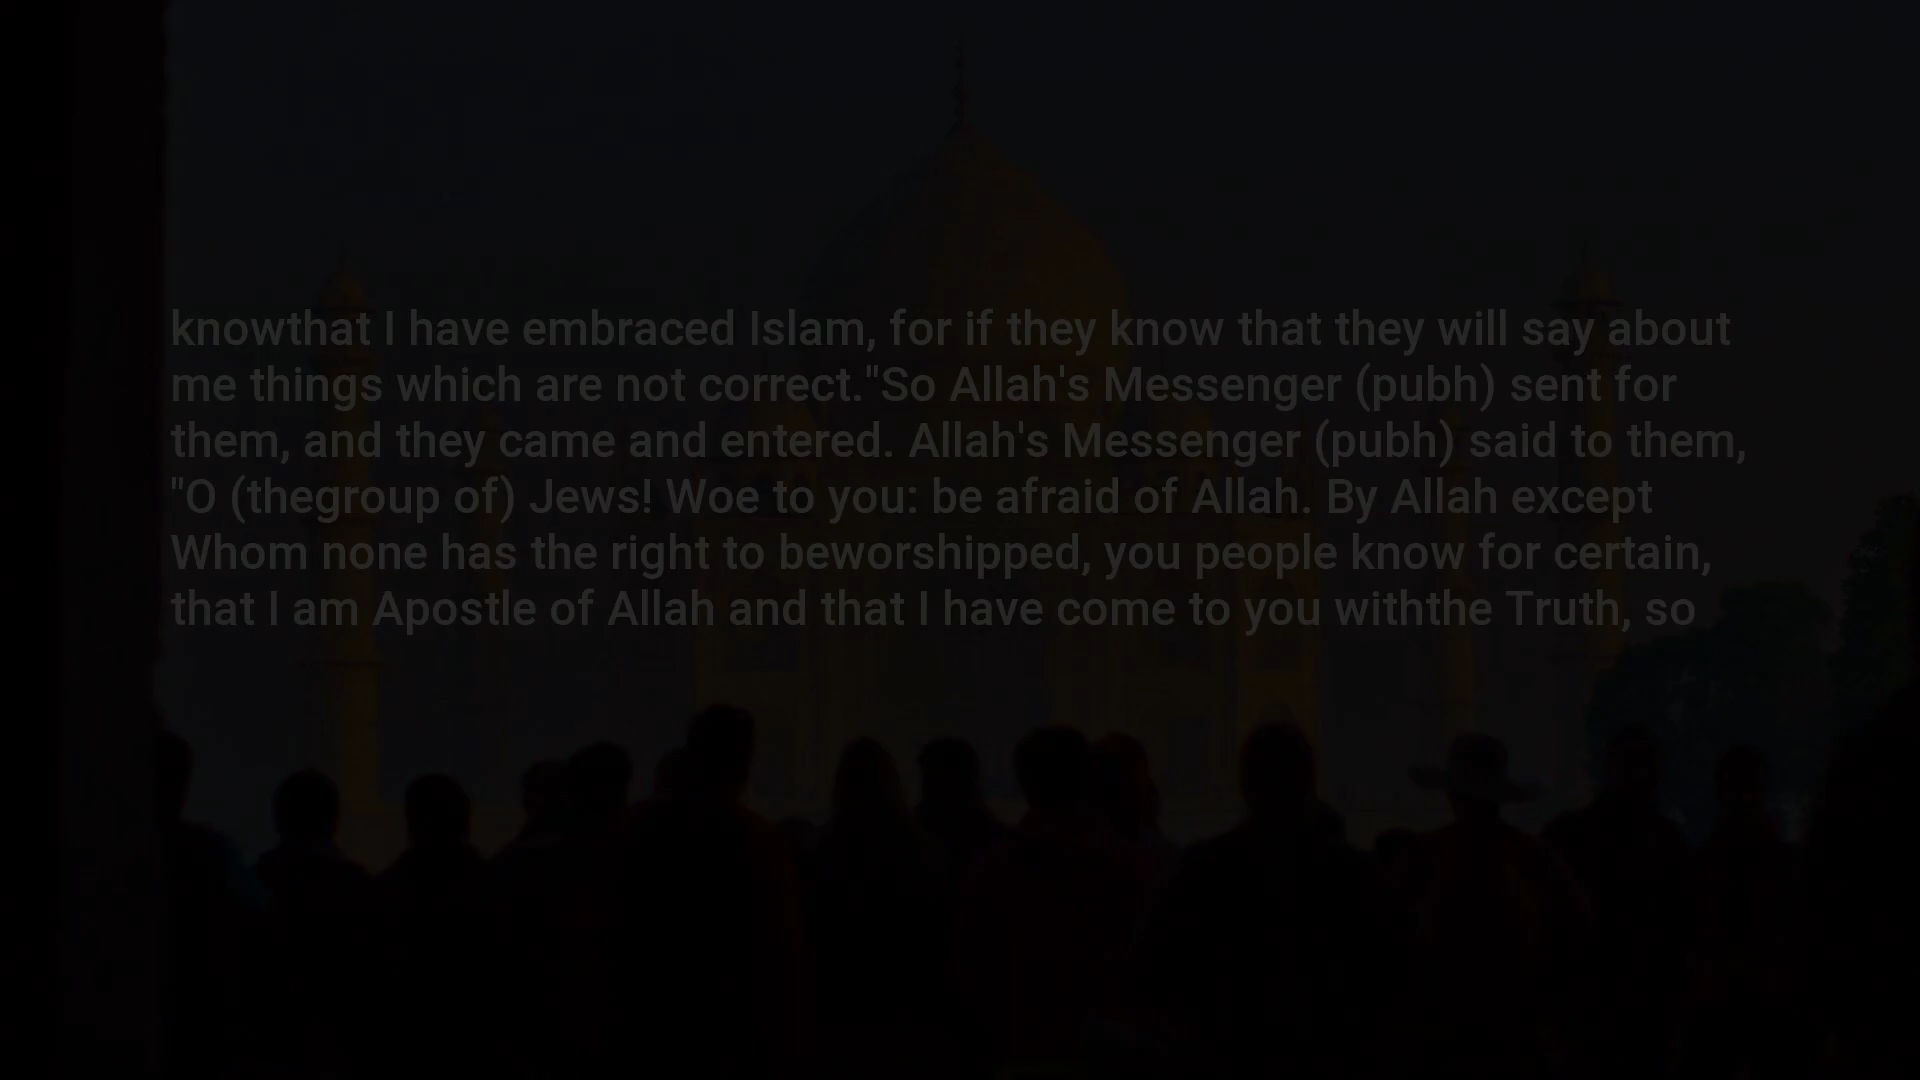 knowthat I have embraced Islam, for if they know that they will say about
me things which are not correct."So Allah's Messenger (pubh) sent for
them, and they came and entered. Allah's Messenger (pubh) said to them,
"O (thegroup of) Jews! Woe to you: be afraid of Allah. By Allah except
Whom none has the right to beworshipped, you people know for certain,
that I am Apostle of Allah and that I have come to you withthe Truth, so